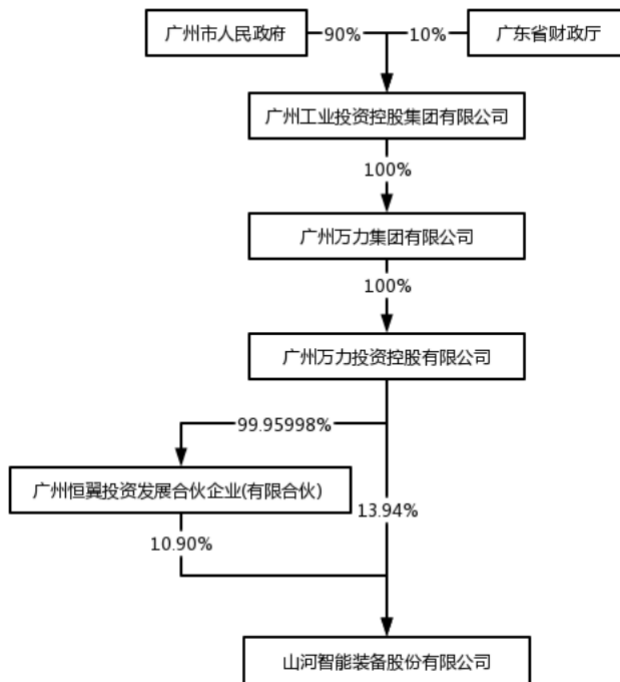 广州市人民政府
90%
10%
广东省财政厅
广州工业投资控股集团有限公司
100%
广州万力集团有限公司
100%
广州万力投资控股有限公司
99.95998%
广州恒翼投资发展合伙企业(有限合伙)
13.94%
10.90%
山河智能装备股份有限公司